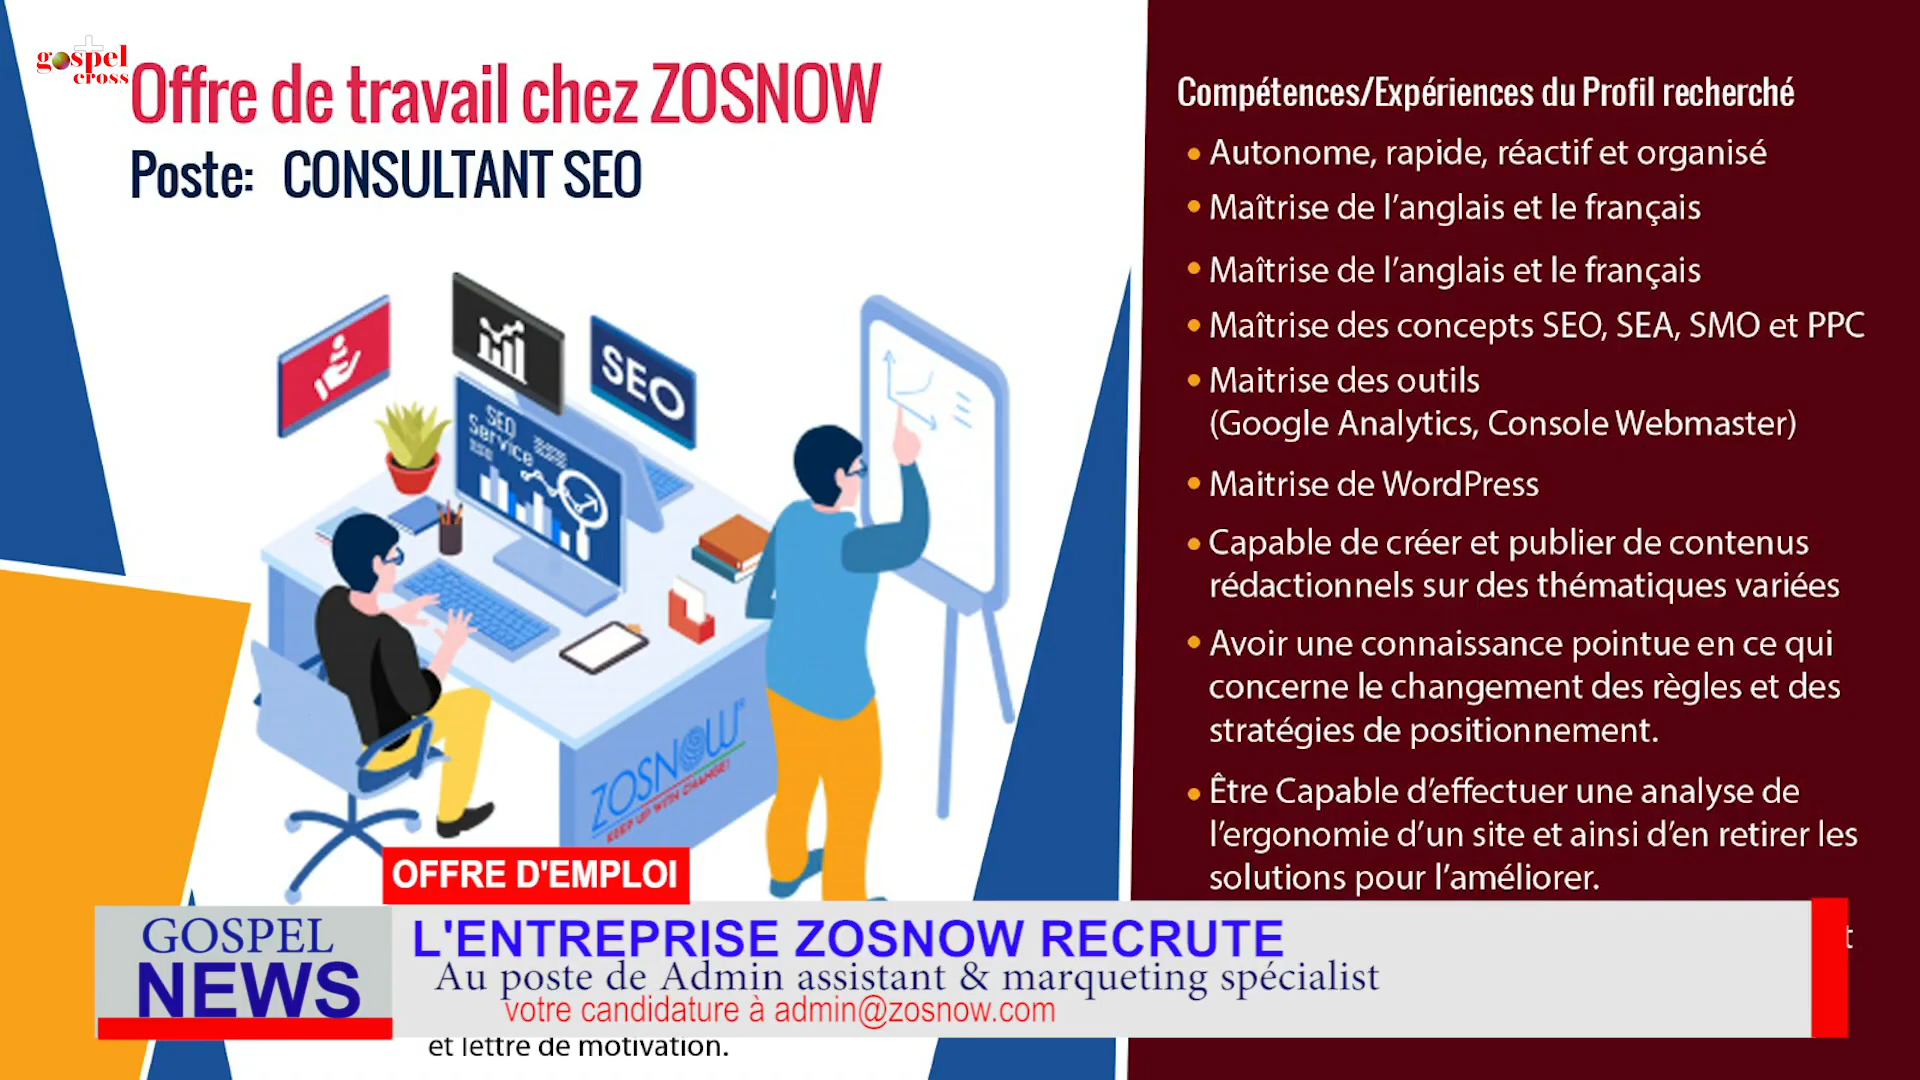 gospel
cross
Offre de travail chez ZOSNOW
Poste: CONSULTANT SEO
SEO
SEO
Service
ZOSNOW®
KEEP UP WITH CHANGE!
Compétences/Expériences du Profil recherché
• Autonome, rapide, réactif et organisé
• Maîtrise de l’anglais et le français
• Maîtrise de l’anglais et le français
• Maîtrise des concepts SEO, SEA, SMO et PPC
• Maitrise des outils
(Google Analytics, Console Webmaster)
• Maitrise de WordPress
• Capable de créer et publier de contenus
rédactionnels sur des thématiques variées
• Avoir une connaissance pointue en ce qui
concerne le changement des règles et des
stratégies de positionnement.
• Être Capable d’effectuer une analyse de
l’ergonomie d’un site et ainsi d’en retirer les
solutions pour l’améliorer.
OFFRE D'EMPLOI
GOSPEL
NEWS
L'ENTREPRISE ZOSNOW RECRUTE
Au poste de Admin assistant & marqueting spécialist
votre candidature à admin@zosnow.com
et lettre de motivation.